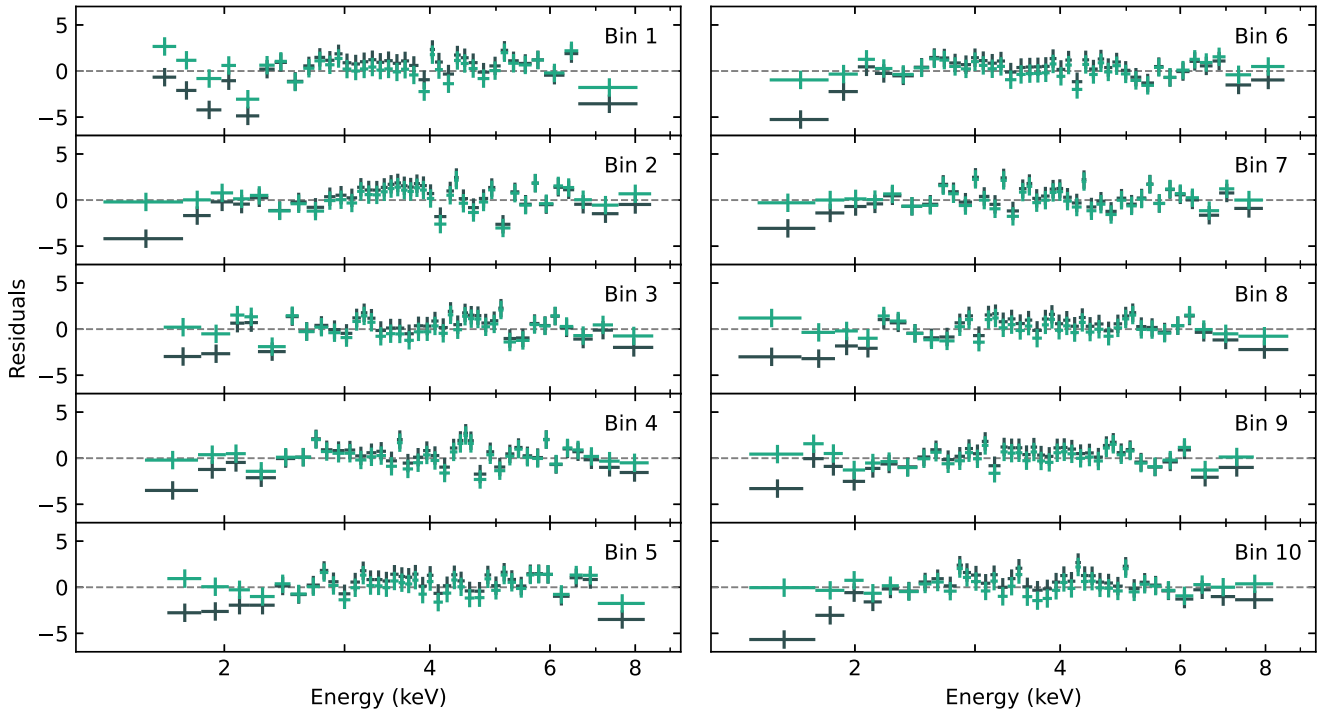 5
0
−5
Bin 1
Bin 6
5
0
−5
Bin 2
Bin 7
5
0
−5
Bin 3
Bin 8
Residuals
5
0
−5
Bin 4
Bin 9
5
0
−5
Bin 5
Bin 10
2 4 6 8
2 4 6 8
Energy (keV)
Energy (keV)